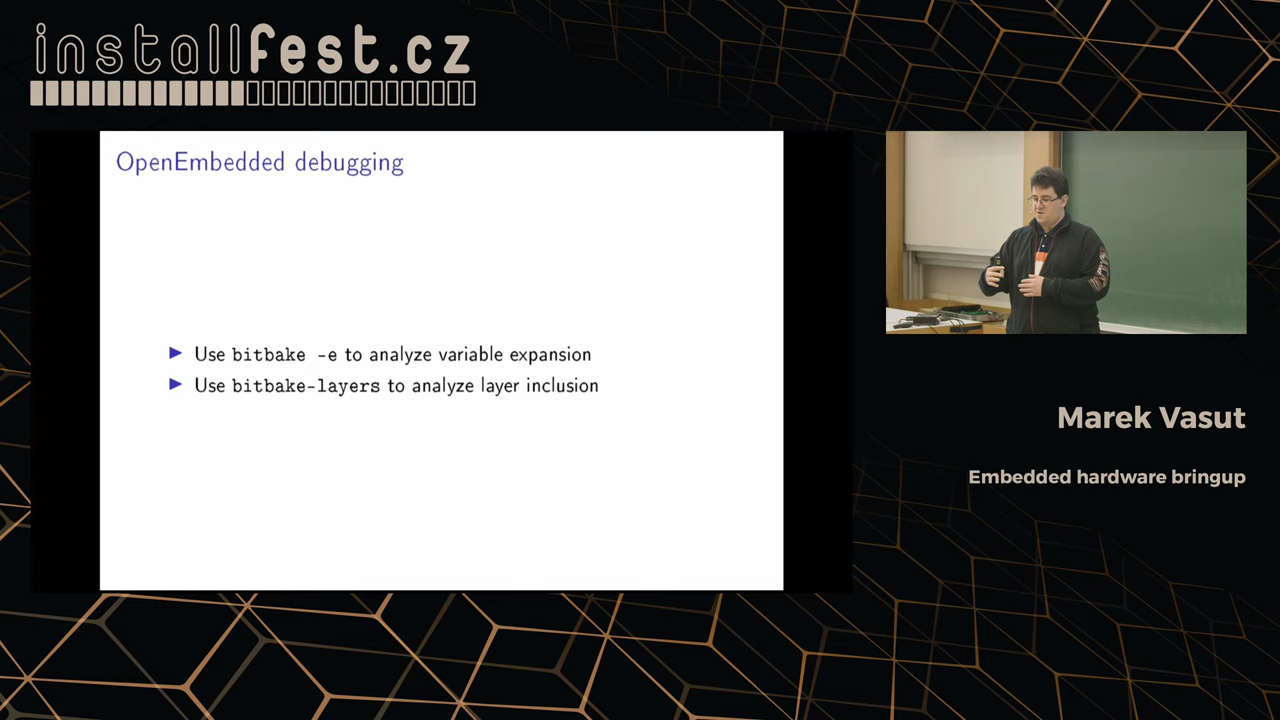 installfest.cz
OpenEmbedded debugging
Use bitbake -e to analyze variable expansion
Use bitbake-layers to analyze layer inclusion
Marek Vasut
Embedded hardware bringup